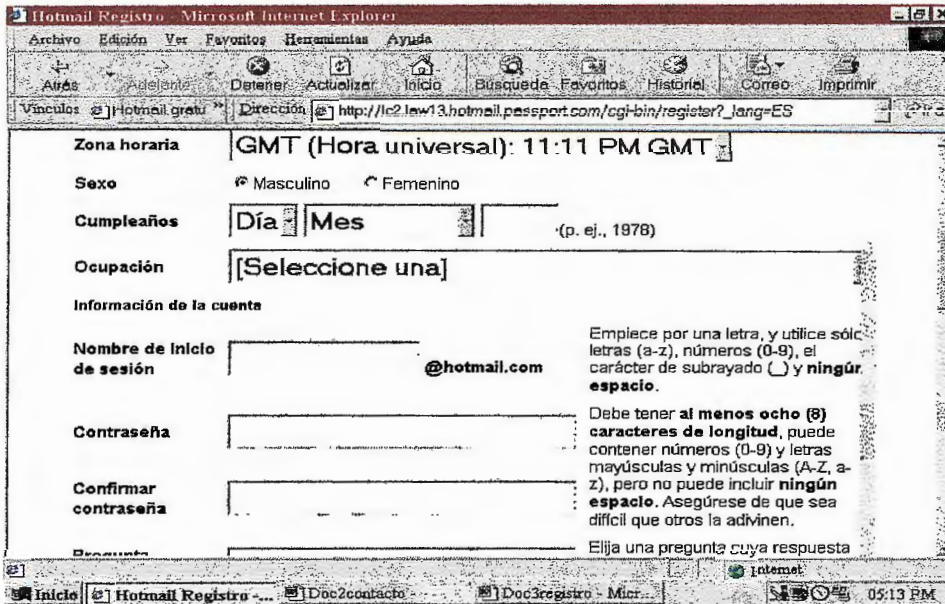 Hotmail Registro - Microsoft Internet Explorer
Archivo Edición Ver Favoritos Herramientas Ayuda
Atrás Adelante Detener Actualizar Inicio Búsqueda Favoritos Historial Correo Imprimir
Vínculos Hotmail gratu » Dirección http://lc2.law13.hotmail.passport.com/cgi-bin/register?_lang=ES
Zona horaria GMT (Hora universal): 11:11 PM GMT
Sexo Masculino Femenino
Cumpleaños Día Mes (p. ej., 1978)
Ocupación [Seleccione una]
Información de la cuenta
Nombre de inicio
de sesión @hotmail.com
Empiece por una letra, y utilice sólo
letras (a-z), números (0-9), el
carácter de subrayado (_) y ningún
espacio.
Contraseña
Debe tener al menos ocho (8)
caracteres de longitud, puede
contener números (0-9) y letras
mayúsculas y minúsculas (A-Z, a-
z), pero no puede incluir ningún
espacio. Asegúrese de que sea
difícil que otros la adivinen.
Confirmar
contraseña
Pregunta
Elija una pregunta cuya respuesta
Internet
Inicio Hotmail Registro -... Doc2contacto - Doc3registro - Micr... 05:13 PM